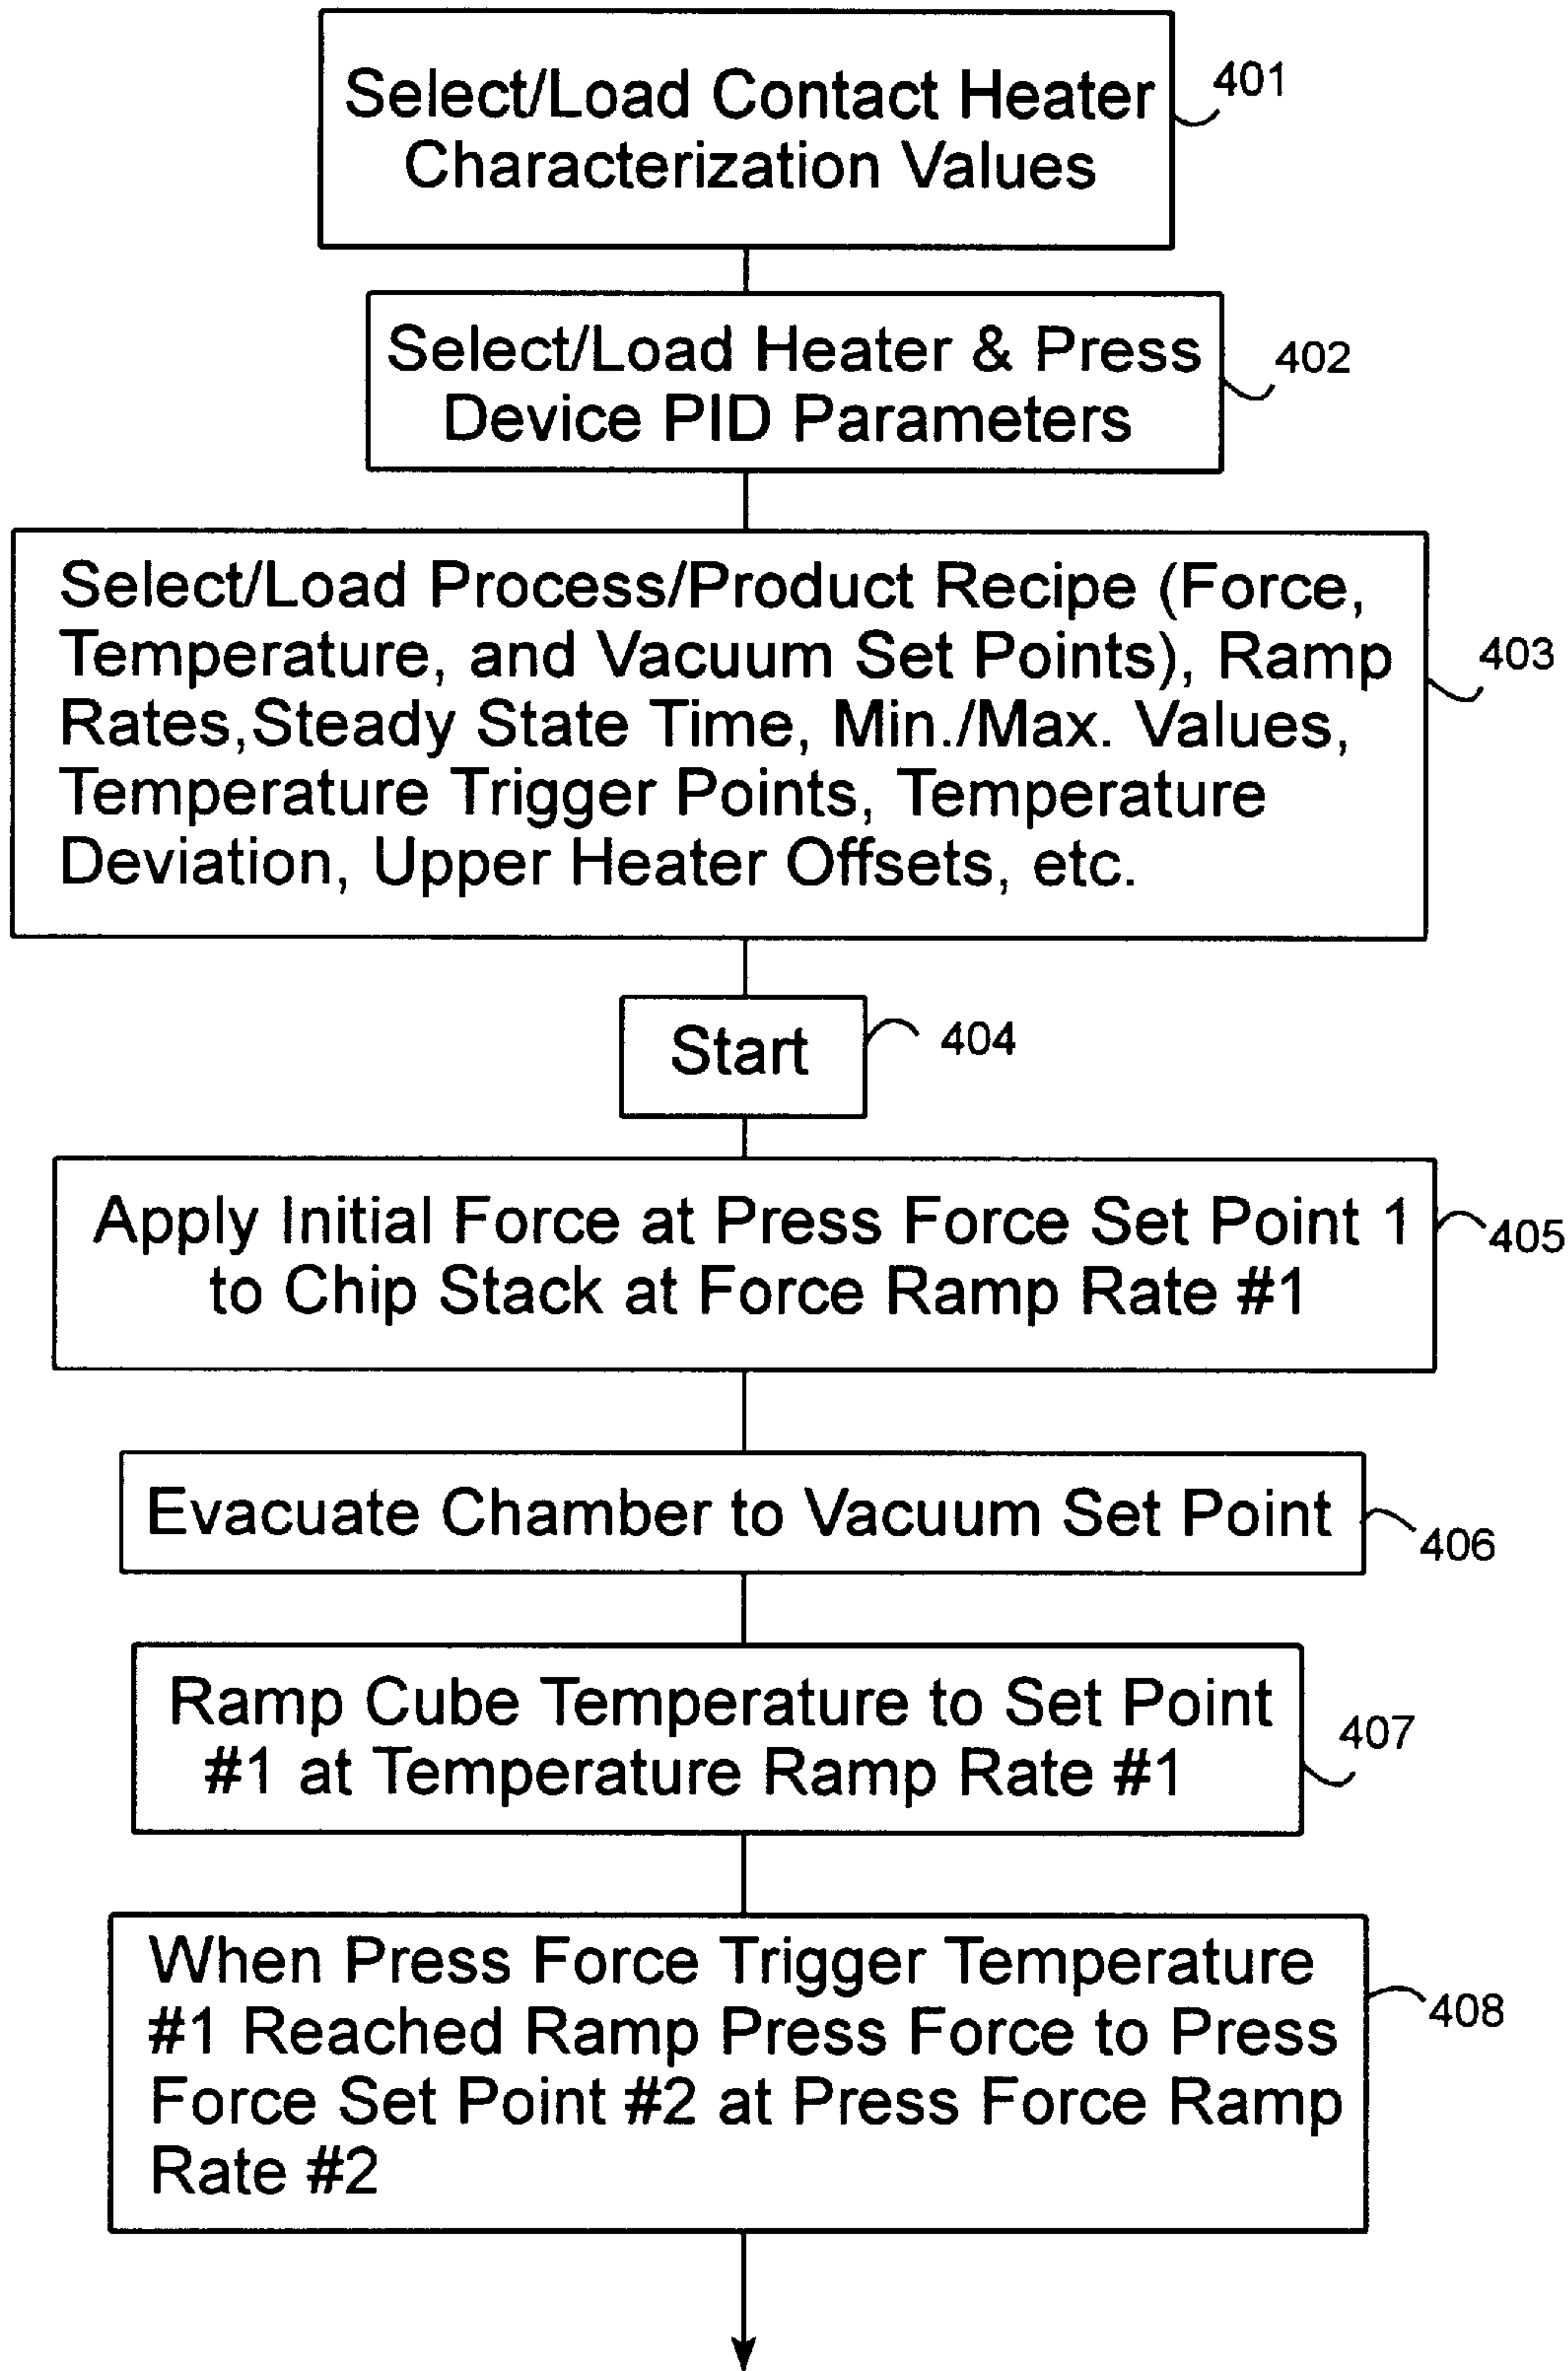 Select/Load Contact Heater
Characterization Values
401
Select/Load Heater & Press
Device PID Parameters
402
Select/Load Process/Product Recipe (Force,
Temperature, and Vacuum Set Points), Ramp
Rates,Steady State Time, Min./Max. Values,
Temperature Trigger Points, Temperature
Deviation, Upper Heater Offsets, etc.
403
Start
404
Apply Initial Force at Press Force Set Point 1
to Chip Stack at Force Ramp Rate #1
405
Evacuate Chamber to Vacuum Set Point
406
Ramp Cube Temperature to Set Point
#1 at Temperature Ramp Rate #1
407
When Press Force Trigger Temperature
#1 Reached Ramp Press Force to Press
Force Set Point #2 at Press Force Ramp
Rate #2
408